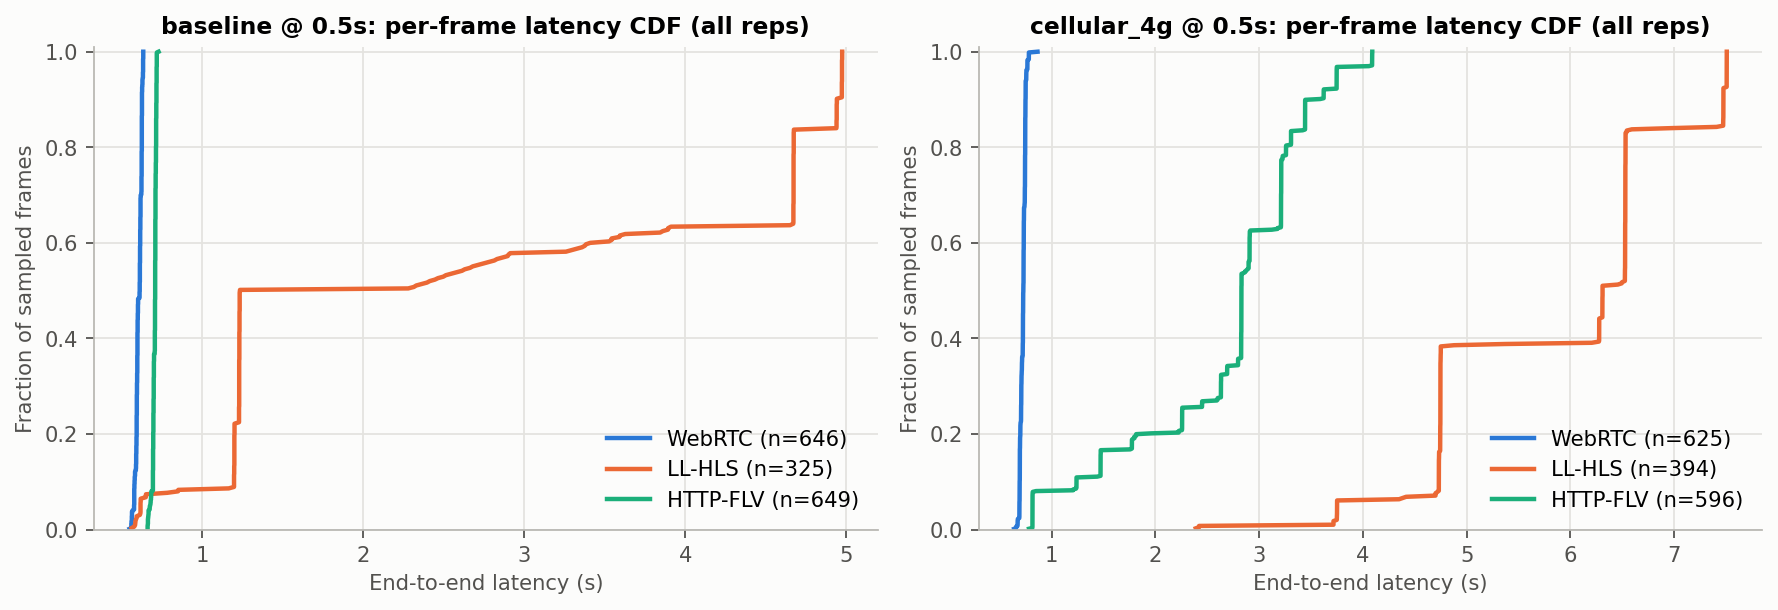 baseline @ 0.5s: per-frame latency CDF (all reps)
Fraction of sampled frames
1.0
0.8
0.6
0.4
0.2
0.0
WebRTC (n=646)
LL-HLS (n=325)
HTTP-FLV (n=649)
1 2 3 4 5
End-to-end latency (s)
cellular_4g @ 0.5s: per-frame latency CDF (all reps)
Fraction of sampled frames
1.0
0.8
0.6
0.4
0.2
0.0
WebRTC (n=625)
LL-HLS (n=394)
HTTP-FLV (n=596)
1 2 3 4 5 6 7
End-to-end latency (s)